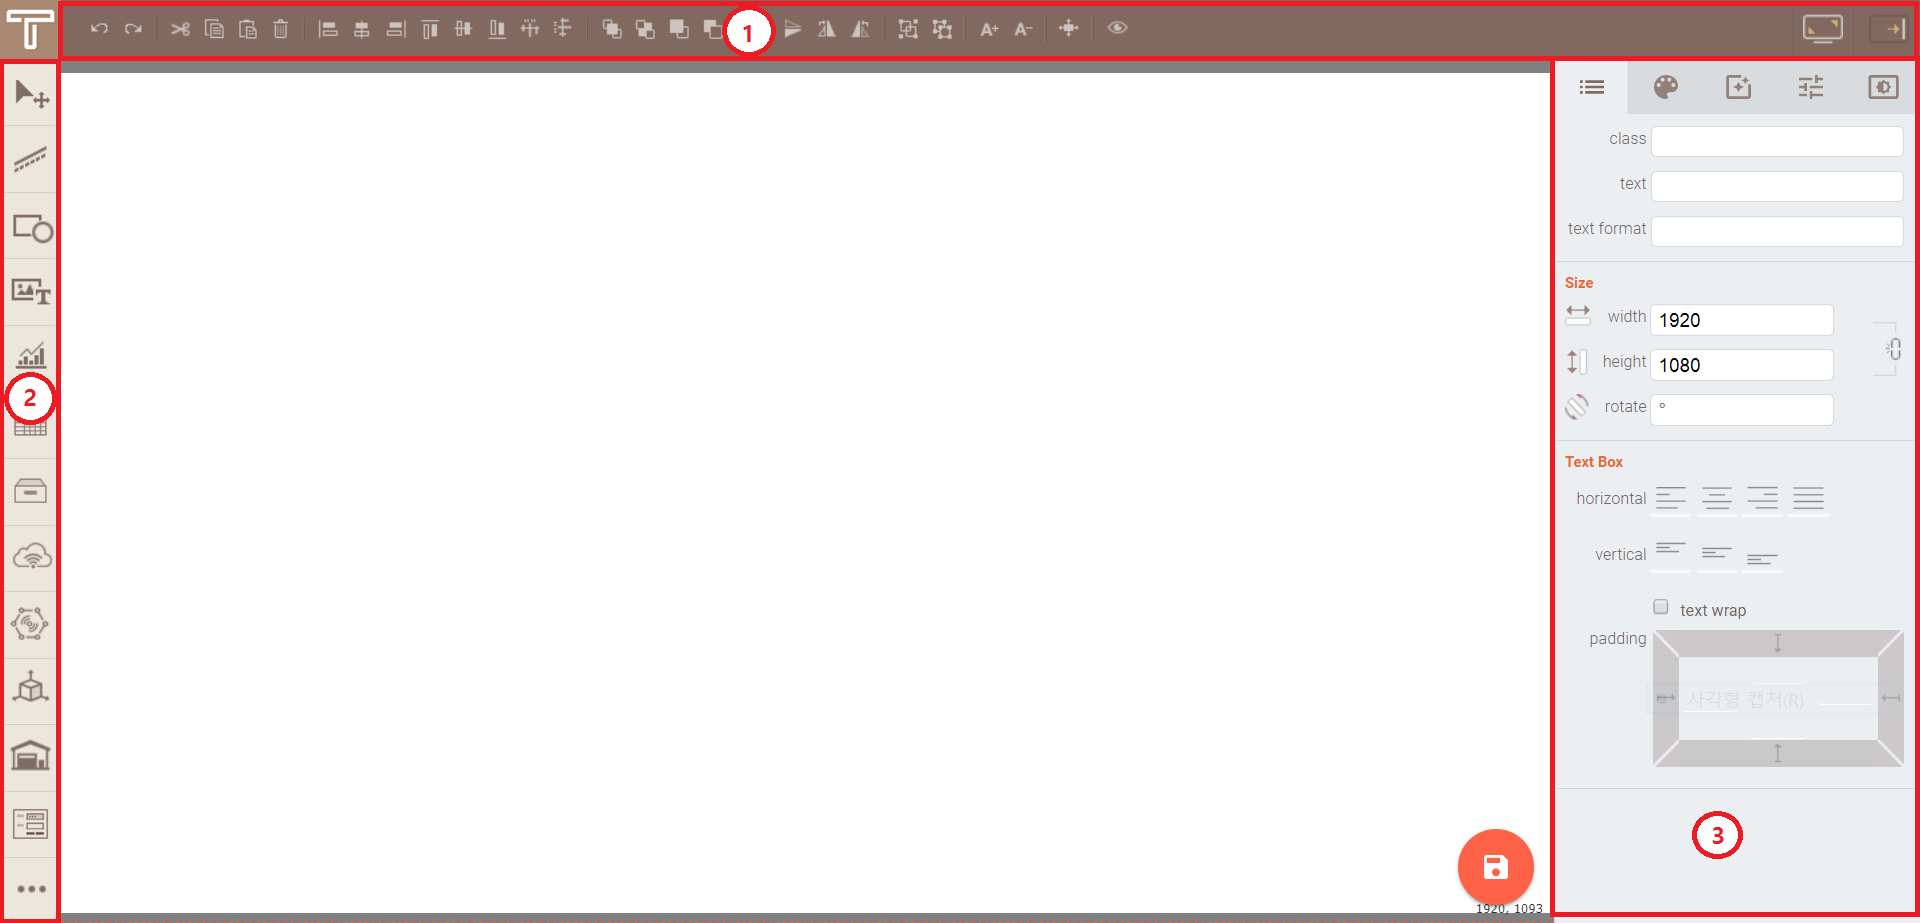 T
1
A+ A-
2
class
text
text format
Size
width 1920
height 1080
rotate °
Text Box
horizontal
vertical
text wrap
padding
사각형 캡처(R)
3
1920, 1093